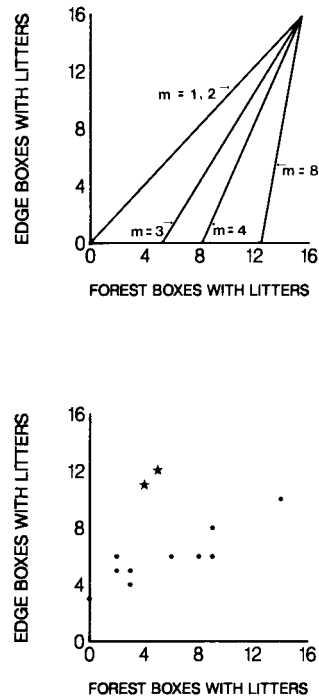 EDGE BOXES WITH LITTERS
16
12
8
4
0
m = 1, 2
m = 3
m = 4
m = 8
0 4 8 12 16
FOREST BOXES WITH LITTERS
EDGE BOXES WITH LITTERS
16
12
8
4
0
0 4 8 12 16
FOREST BOXES WITH LITTERS